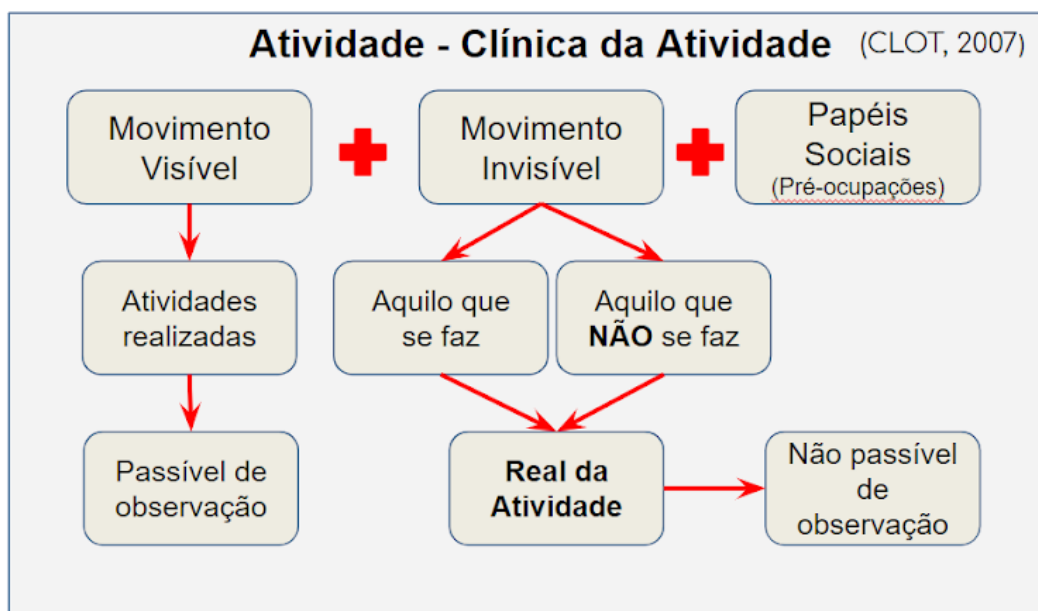 Atividade - Clínica da Atividade (CLOT, 2007)
Movimento
Visível
Movimento
Invisível
Papéis
Sociais
(Pré-ocupações)
Atividades
realizadas
Aquilo que
se faz
Aquilo que
NÃO se faz
Passível de
observação
Real da
Atividade
Não passível
de
observação